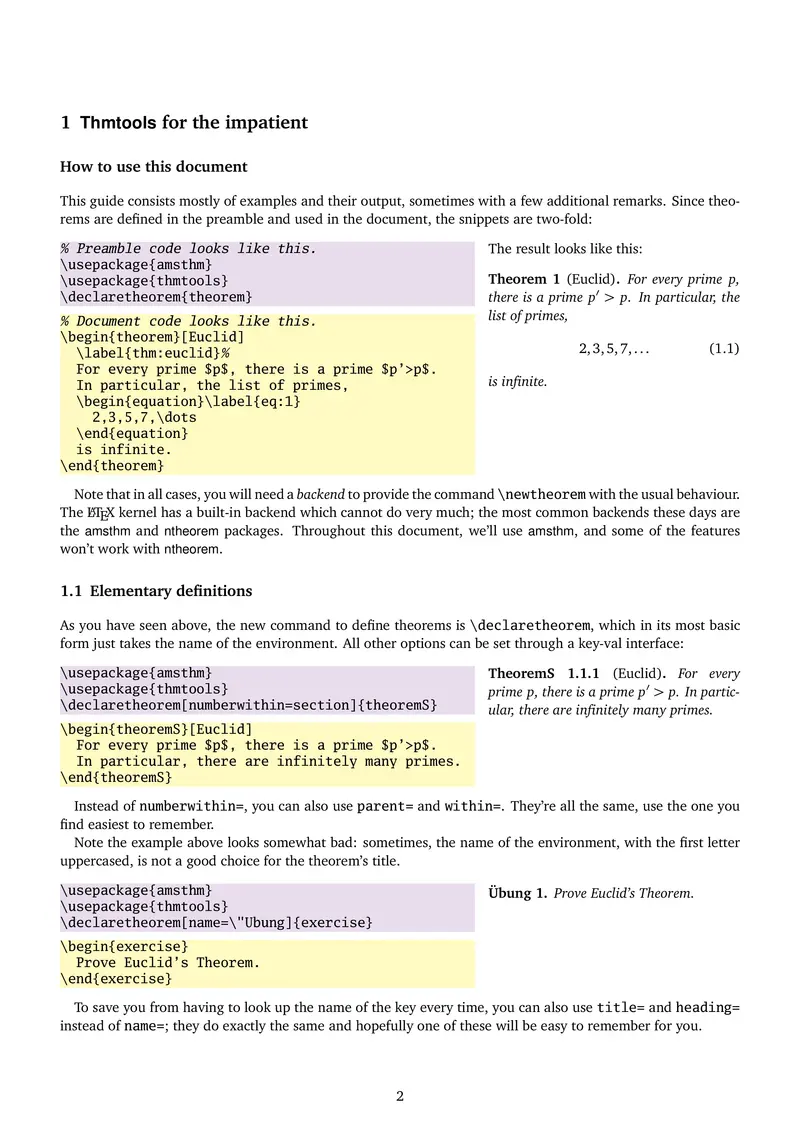 1 Thmtools for the impatient
How to use this document
This guide consists mostly of examples and their output, sometimes with a few additional remarks. Since theo-
rems are defined in the preamble and used in the document, the snippets are two-fold:
% Preamble code looks like this.
\usepackage{amsthm}
\usepackage{thmtools}
\declaretheorem{theorem}
% Document code looks like this.
\begin{theorem}[Euclid]
\label{thm:euclid}%
For every prime $p$, there is a prime $p’>p$.
In particular, the list of primes,
\begin{equation}\label{eq:1}
2,3,5,7,\dots
\end{equation}
is infinite.
\end{theorem}
The result looks like this:
Theorem 1 (Euclid). For every prime p,
there is a prime p′ > p. In particular, the
list of primes,
2, 3, 5, 7, . . . (1.1)
is infinite.
Note that in all cases, you will need a backend to provide the command \newtheorem with the usual behaviour.
The LATEX kernel has a built-in backend which cannot do very much; the most common backends these days are
the amsthm and ntheorem packages. Throughout this document, we’ll use amsthm, and some of the features
won’t work with ntheorem.
1.1 Elementary definitions
As you have seen above, the new command to define theorems is \declaretheorem, which in its most basic
form just takes the name of the environment. All other options can be set through a key-val interface:
\usepackage{amsthm}
\usepackage{thmtools}
\declaretheorem[numberwithin=section]{theoremS}
\begin{theoremS}[Euclid]
For every prime $p$, there is a prime $p’>p$.
In particular, there are infinitely many primes.
\end{theoremS}
TheoremS 1.1.1 (Euclid). For every
prime p, there is a prime p′ > p. In partic-
ular, there are infinitely many primes.
Instead of numberwithin=, you can also use parent= and within=. They’re all the same, use the one you
find easiest to remember.
Note the example above looks somewhat bad: sometimes, the name of the environment, with the first letter
uppercased, is not a good choice for the theorem’s title.
\usepackage{amsthm}
\usepackage{thmtools}
\declaretheorem[name=\"Ubung]{exercise}
\begin{exercise}
Prove Euclid’s Theorem.
\end{exercise}
Übung 1. Prove Euclid’s Theorem.
To save you from having to look up the name of the key every time, you can also use title= and heading=
instead of name=; they do exactly the same and hopefully one of these will be easy to remember for you.
2